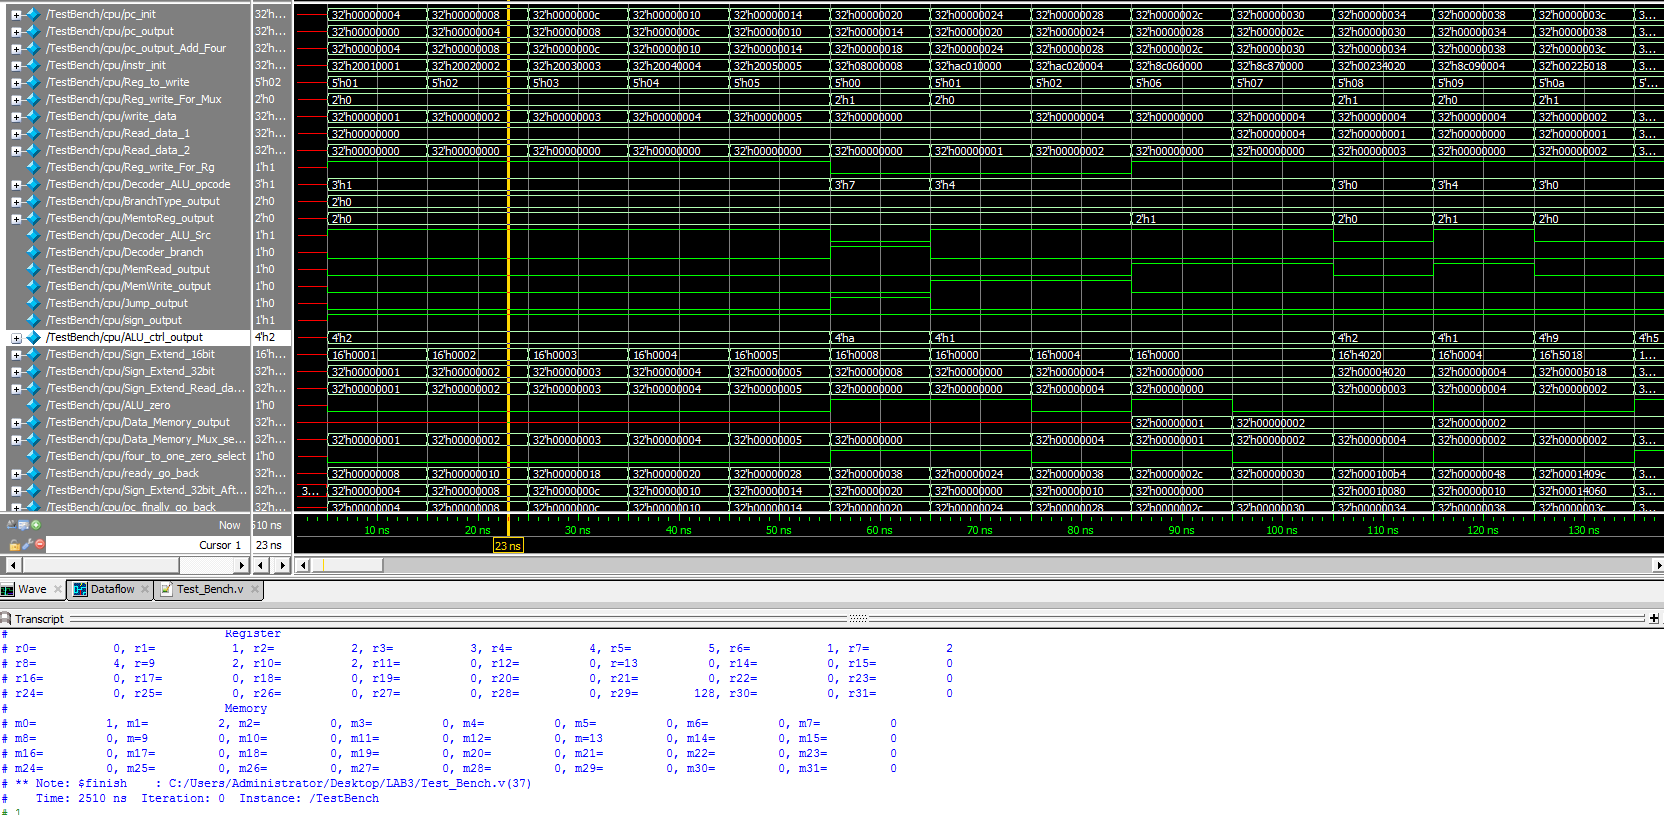 /TestBench/cpu/pc_init 32'h... 32'h00000004 32'h00000008 32'h0000000c 32'h00000010 32'h00000014 32'h00000020 32'h00000024 32'h00000028 32'h0000002c 32'h00000030 32'h00000034 32'h00000038 32'h0000003c 3...
/TestBench/cpu/pc_output 32'h... 32'h00000000 32'h00000004 32'h00000008 32'h0000000c 32'h00000010 32'h00000014 32'h00000020 32'h00000024 32'h00000028 32'h0000002c 32'h00000030 32'h00000034 32'h00000038 3...
/TestBench/cpu/pc_output_Add_Four 32'h... 32'h00000004 32'h00000008 32'h0000000c 32'h00000010 32'h00000014 32'h00000018 32'h00000024 32'h00000028 32'h0000002c 32'h00000030 32'h00000034 32'h00000038 32'h0000003c 3...
/TestBench/cpu/instr_init 32'h... 32'h20010001 32'h20020002 32'h20030003 32'h20040004 32'h20050005 32'h08000008 32'hac010000 32'hac020004 32'h8c060000 32'h8c870000 32'h00234020 32'h8c090004 32'h00225018 3...
/TestBench/cpu/Reg_to_write 5'h02 5'h01 5'h02 5'h03 5'h04 5'h05 5'h00 5'h01 5'h02 5'h06 5'h07 5'h08 5'h09 5'h0a 5'...
/TestBench/cpu/Reg_write_For_Mux 2'h0 2'h0 2'h1 2'h0 2'h1 2'h0 2'h1
/TestBench/cpu/write_data 32'h... 32'h00000001 32'h00000002 32'h00000003 32'h00000004 32'h00000005 32'h00000000 32'h00000004 32'h00000000 32'h00000004 32'h00000004 32'h00000004 32'h00000002 3...
/TestBench/cpu/Read_data_1 32'h... 32'h00000000 32'h00000004 32'h00000001 32'h00000000 32'h00000001 3...
/TestBench/cpu/Read_data_2 32'h... 32'h00000000 32'h00000000 32'h00000000 32'h00000000 32'h00000000 32'h00000000 32'h00000001 32'h00000002 32'h00000000 32'h00000000 32'h00000003 32'h00000000 32'h00000002 3...
/TestBench/cpu/Reg_write_For_Rg 1'h1
/TestBench/cpu/Decoder_ALU_opcode 3'h1 3'h1 3'h7 3'h4 3'h0 3'h4 3'h0
/TestBench/cpu/BranchType_output 2'h0 2'h0
/TestBench/cpu/MemtoReg_output 2'h0 2'h0 2'h1 2'h0 2'h1 2'h0
/TestBench/cpu/Decoder_ALU_Src 1'h1
/TestBench/cpu/Decoder_branch 1'h0
/TestBench/cpu/MemRead_output 1'h0
/TestBench/cpu/MemWrite_output 1'h0
/TestBench/cpu/Jump_output 1'h0
/TestBench/cpu/sign_output 1'h1
/TestBench/cpu/ALU_ctrl_output 4'h2 4'h2 4'ha 4'h1 4'h2 4'h1 4'h9 4'h5
/TestBench/cpu/Sign_Extend_16bit 16'h... 16'h0001 16'h0002 16'h0003 16'h0004 16'h0005 16'h0008 16'h0000 16'h0004 16'h0000 16'h4020 16'h0004 16'h5018 1...
/TestBench/cpu/Sign_Extend_32bit 32'h... 32'h00000001 32'h00000002 32'h00000003 32'h00000004 32'h00000005 32'h00000008 32'h00000000 32'h00000004 32'h00000000 32'h00004020 32'h00000004 32'h00005018 3...
/TestBench/cpu/Sign_Extend_Read_da... 32'h... 32'h00000001 32'h00000002 32'h00000003 32'h00000004 32'h00000005 32'h00000000 32'h00000000 32'h00000004 32'h00000000 32'h00000003 32'h00000004 32'h00000002 3...
/TestBench/cpu/ALU_zero 1'h0
/TestBench/cpu/Data_Memory_output 32'h... 32'h00000001 32'h00000002 32'h00000002
/TestBench/cpu/Data_Memory_Mux_se... 32'h... 32'h00000001 32'h00000002 32'h00000003 32'h00000004 32'h00000005 32'h00000000 32'h00000004 32'h00000001 32'h00000002 32'h00000004 32'h00000002 32'h00000002 3...
/TestBench/cpu/four_to_one_zero_select 1'h0
/TestBench/cpu/ready_go_back 32'h... 32'h00000008 32'h00000010 32'h00000018 32'h00000020 32'h00000028 32'h00000038 32'h00000024 32'h00000038 32'h0000002c 32'h00000030 32'h000100b4 32'h00000048 32'h0001409c 3...
/TestBench/cpu/Sign_Extend_32bit_Aft... 32'h... 3... 32'h00000004 32'h00000008 32'h0000000c 32'h00000010 32'h00000014 32'h00000020 32'h00000000 32'h00000010 32'h00000000 32'h00010080 32'h00000010 32'h00014060 3...
/TestBench/cpu/pc_finally_go_back 32'h... 32'h00000004 32'h00000008 32'h0000000c 32'h00000010 32'h00000014 32'h00000020 32'h00000024 32'h00000028 32'h0000002c 32'h00000030 32'h00000034 32'h00000038 32'h0000003c 3...
Now 510 ns 10 ns 20 ns 30 ns 40 ns 50 ns 60 ns 70 ns 80 ns 90 ns 100 ns 110 ns 120 ns 130 ns
Cursor 1 23 ns 23 ns
Wave Dataflow Test_Bench.v
Transcript
# Register
# r0= 0, r1= 1, r2= 2, r3= 3, r4= 4, r5= 5, r6= 1, r7= 2
# r8= 4, r=9 2, r10= 2, r11= 0, r12= 0, r=13 0, r14= 0, r15= 0
# r16= 0, r17= 0, r18= 0, r19= 0, r20= 0, r21= 0, r22= 0, r23= 0
# r24= 0, r25= 0, r26= 0, r27= 0, r28= 0, r29= 128, r30= 0, r31= 0
# Memory
# m0= 1, m1= 2, m2= 0, m3= 0, m4= 0, m5= 0, m6= 0, m7= 0
# m8= 0, m=9 0, m10= 0, m11= 0, m12= 0, m=13 0, m14= 0, m15= 0
# m16= 0, m17= 0, m18= 0, m19= 0, m20= 0, m21= 0, m22= 0, m23= 0
# m24= 0, m25= 0, m26= 0, m27= 0, m28= 0, m29= 0, m30= 0, m31= 0
# ** Note: $finish : C:/Users/Administrator/Desktop/LAB3/Test_Bench.v(37)
# Time: 2510 ns Iteration: 0 Instance: /TestBench
# 1